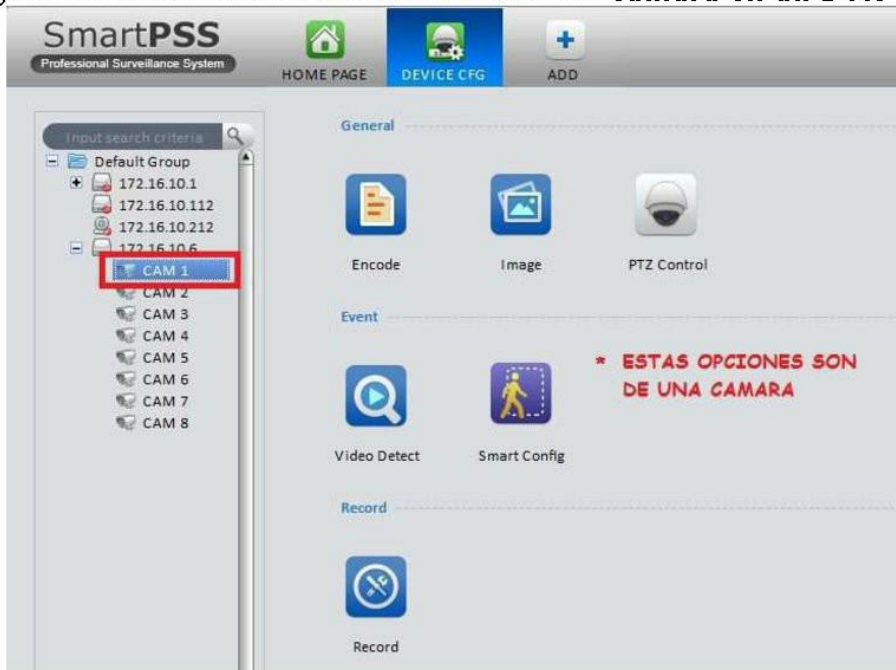 SmartPSS
Professional Surveillance System
HOME PAGE
DEVICE CFG
ADD
Input search criteria
Default Group
172.16.10.1
172.16.10.112
172.16.10.212
172.16.10.6
CAM 1
CAM 2
CAM 3
CAM 4
CAM 5
CAM 6
CAM 7
CAM 8
General
Encode
Image
PTZ Control
Event
* ESTAS OPCIONES SON
DE UNA CAMARA
Video Detect
Smart Config
Record
Record